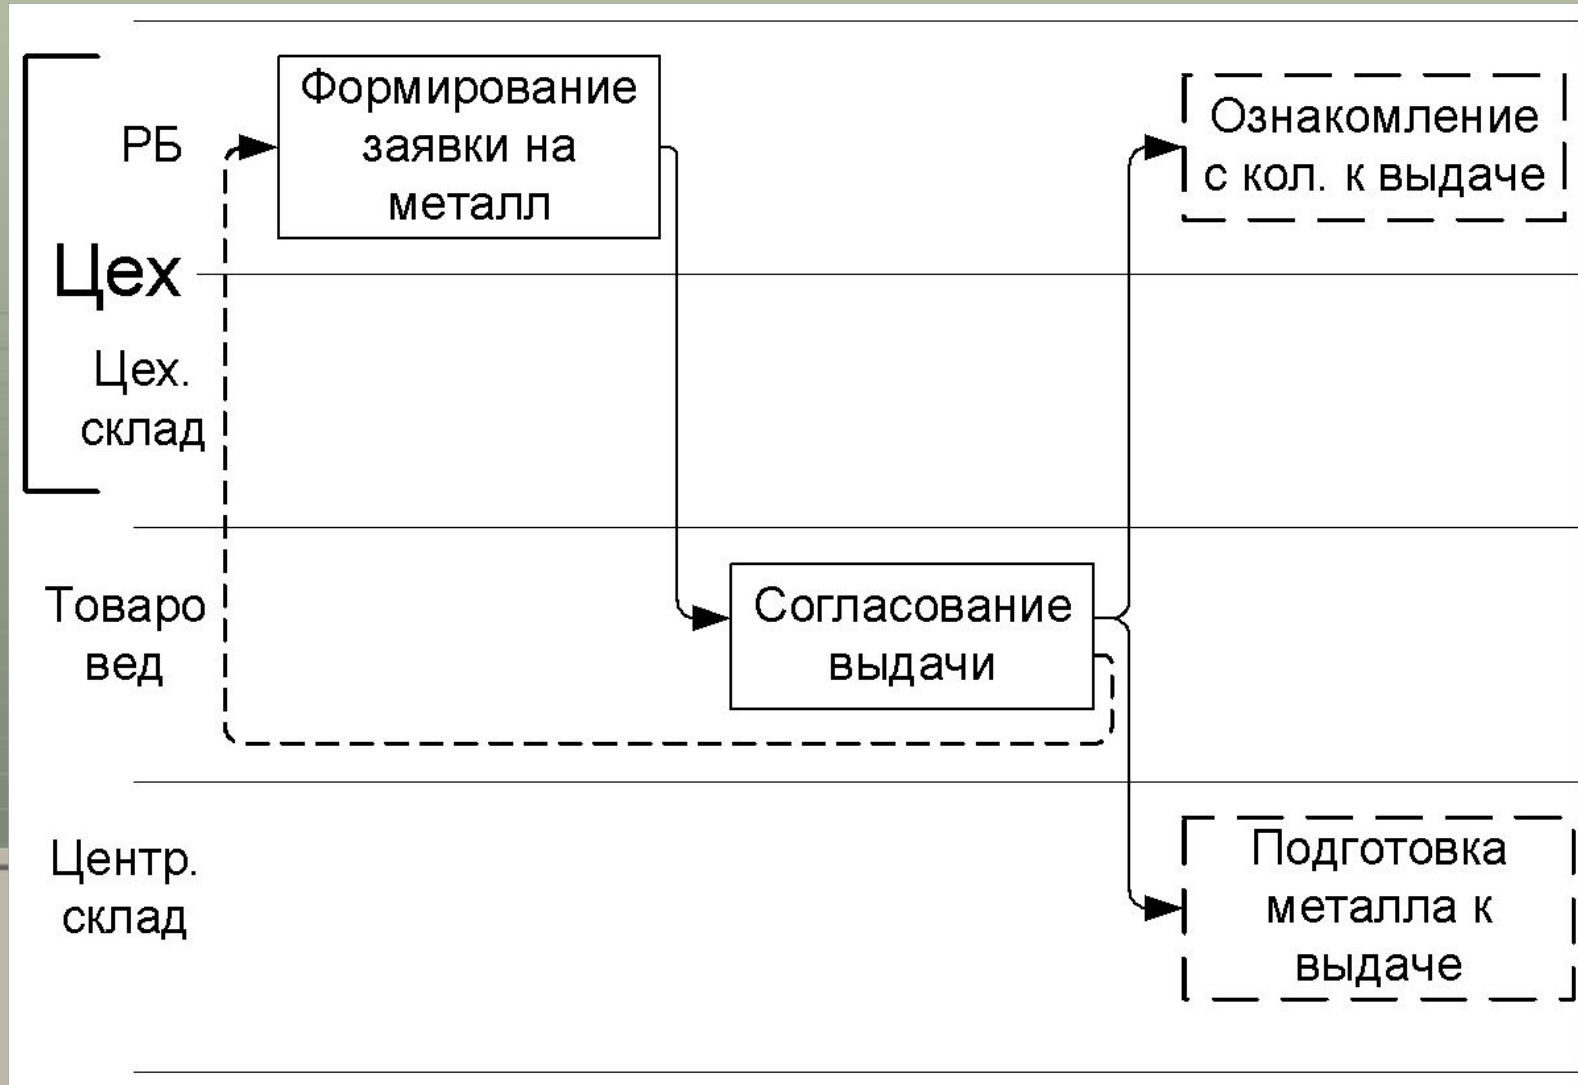 РБ
Формирование
заявки на
металл
Ознакомление
с кол. к выдаче
Цех
Цех.
склад
Товаро
вед
Согласование
выдачи
Центр.
склад
Подготовка
металла к
выдаче